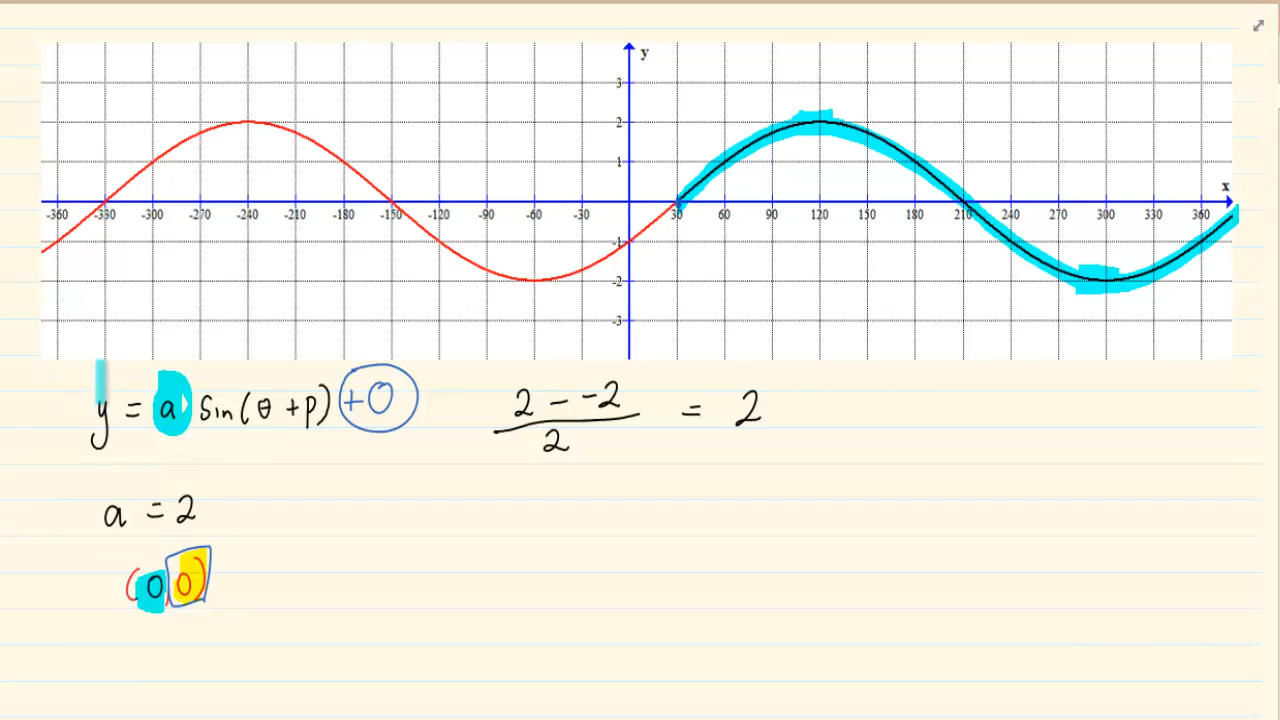 y
3
2
1
x
-360 -330 -300 -270 -240 -210 -180 -150 -120 -90 -60 -30 30 60 90 120 150 180 210 240 270 300 330 360
-1
-2
-3
y = a sin(θ + p) +0
2 - -2 / 2 = 2
a = 2
(0,0)